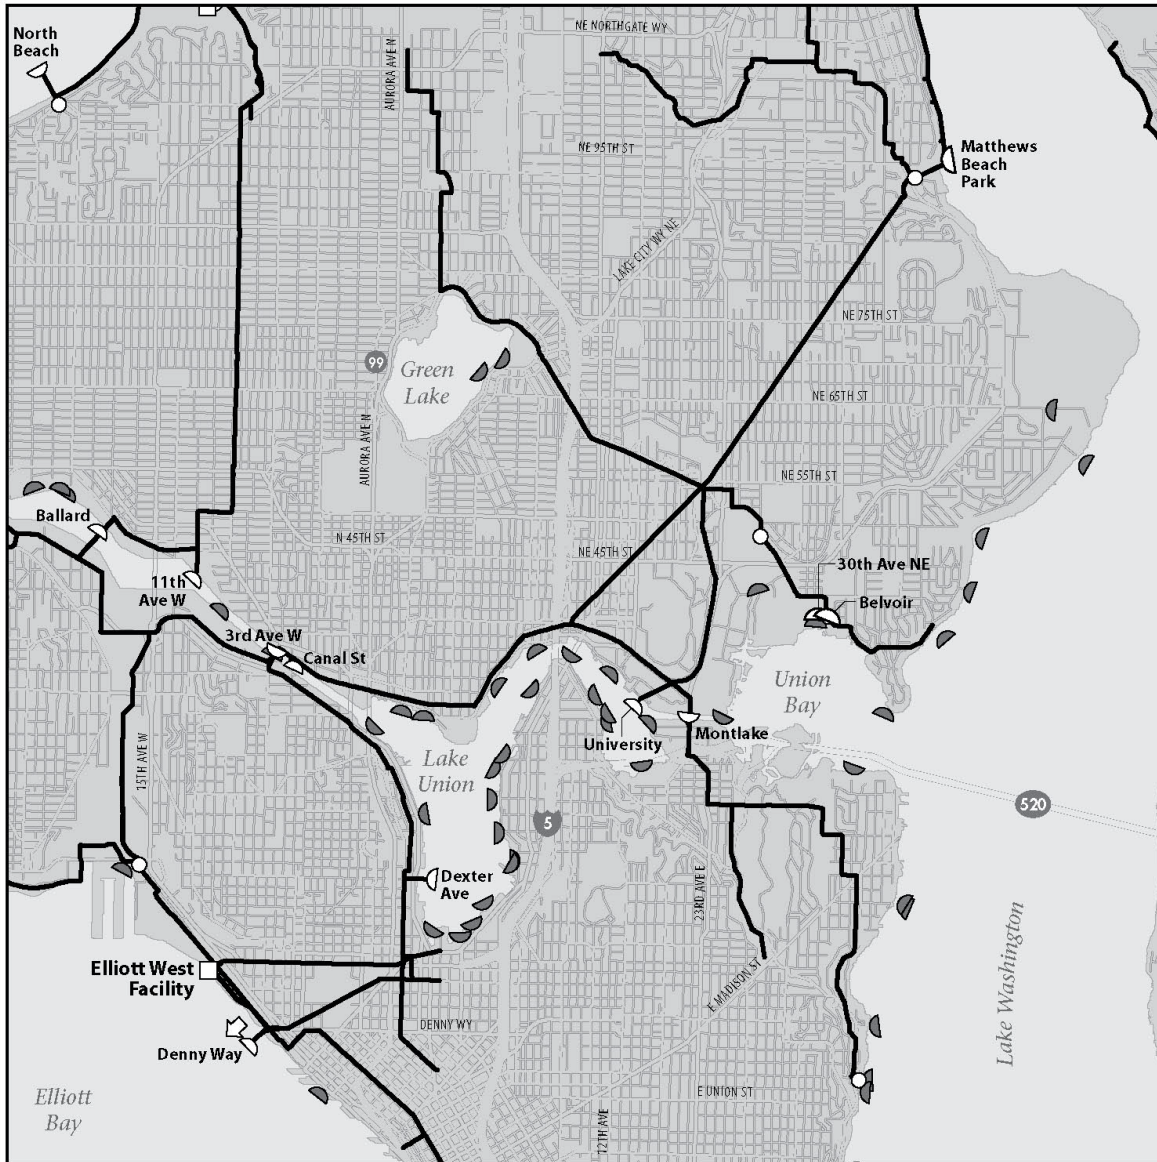 NE NORTHGATE WY
North
Beach
AURORA AVE N
NE 95TH ST
Matthews
Beach
Park
LAKE CITY WY NE
NE 75TH ST
99
Green
Lake
NE 65TH ST
AURORA AVE N
NE 55TH ST
Ballard
N 45TH ST
NE 45TH ST
30th Ave NE
11th
Ave W
Belvoir
3rd Ave W
Canal St
Union
Bay
University
Montlake
15TH AVE W
Lake
Union
520
5
Dexter
Ave
23RD AVE E
Elliott West
Facility
E MADISON ST
Lake Washington
DENNY WY
Denny Way
Elliott
Bay
E UNION ST
12TH AVE